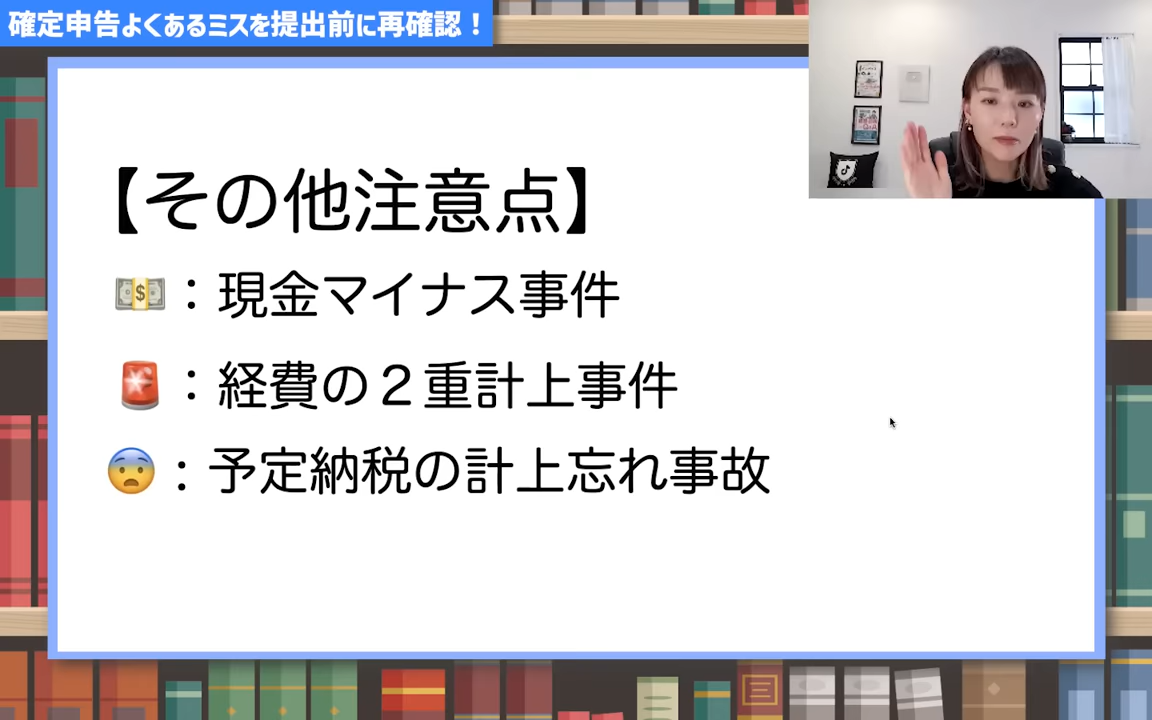 確定申告よくあるミスを提出前に再確認！
【その他注意点】
💵：現金マイナス事件
🚨：経費の２重計上事件
😨：予定納税の計上忘れ事故